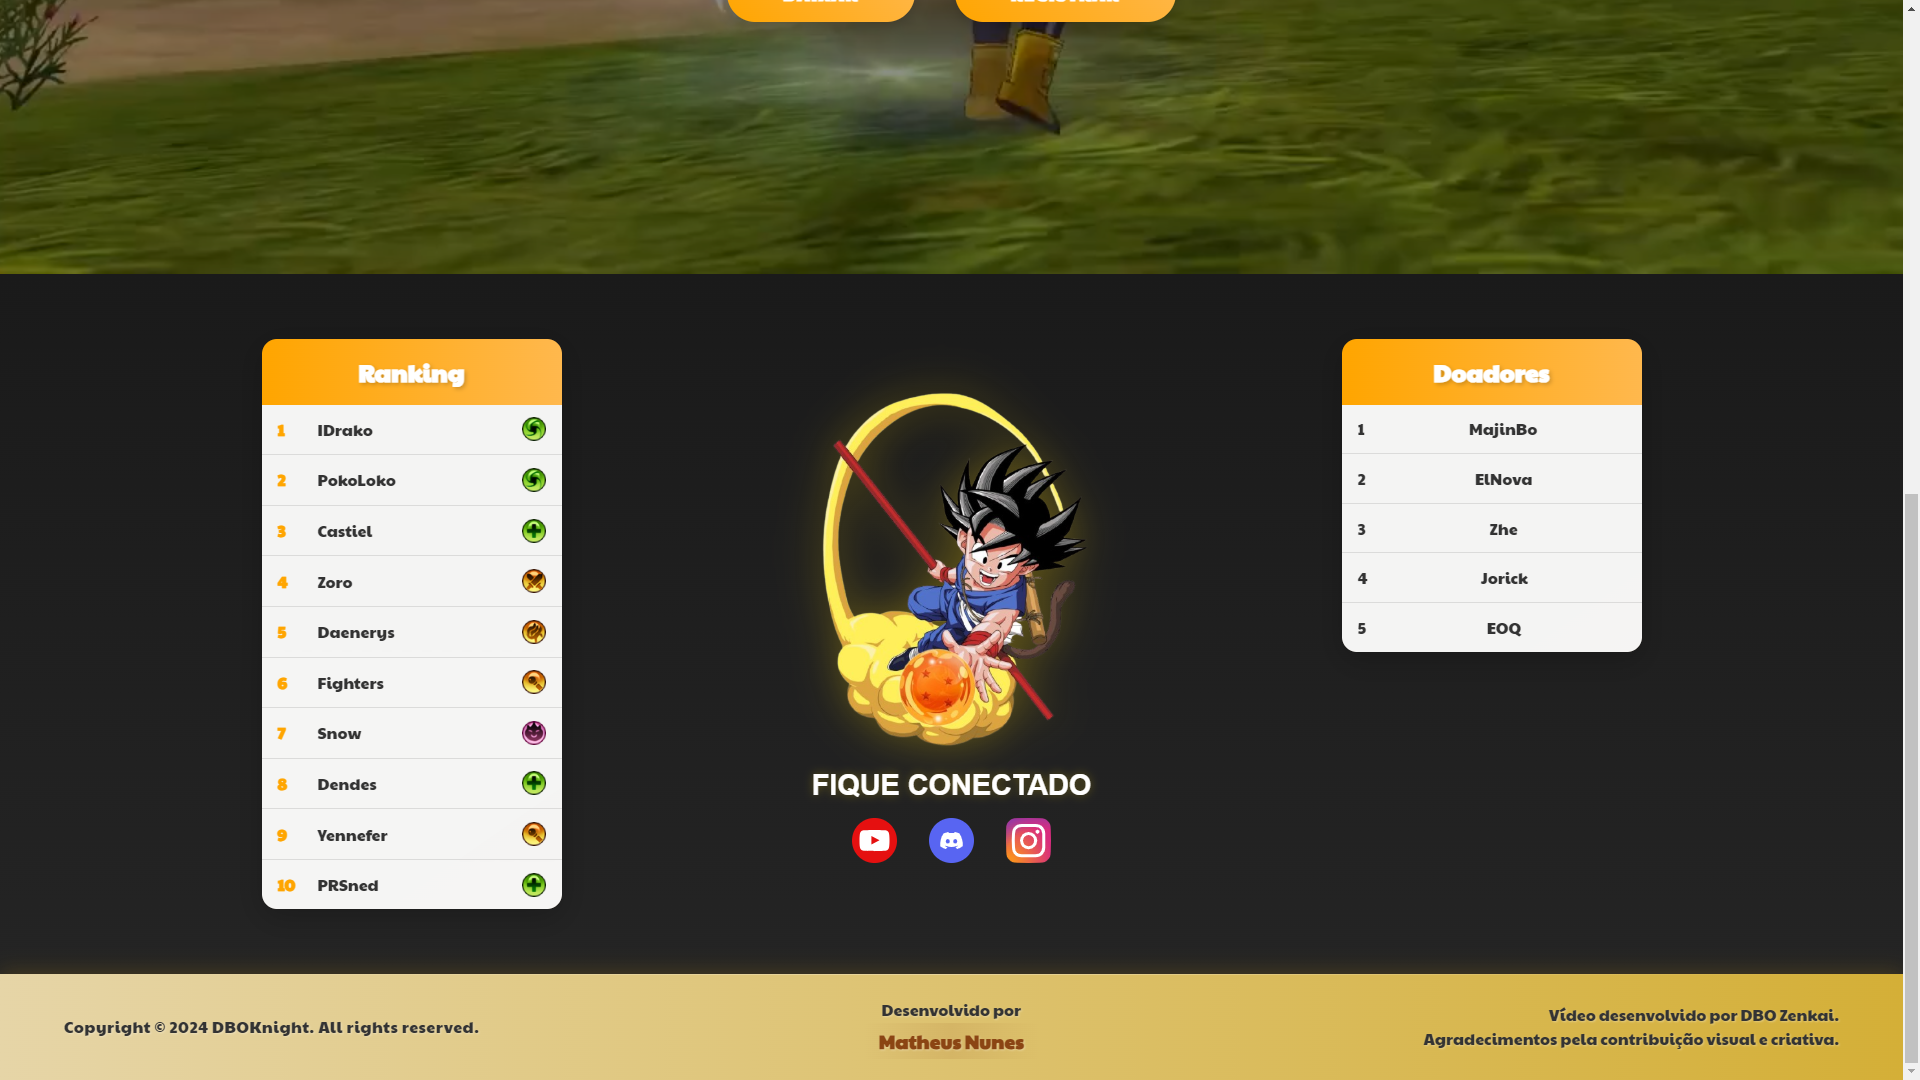 Ranking
1 IDrako
2 PokoLoko
3 Castiel
4 Zoro
5 Daenerys
6 Fighters
7 Snow
8 Dendes
9 Yennefer
10 PRSned
FIQUE CONECTADO
Doadores
1 MajinBo
2 ElNova
3 Zhe
4 Jorick
5 EOQ
Copyright © 2024 DBOKnight. All rights reserved.
Desenvolvido por
Matheus Nunes
Vídeo desenvolvido por DBO Zenkai.
Agradecimentos pela contribuição visual e criativa.